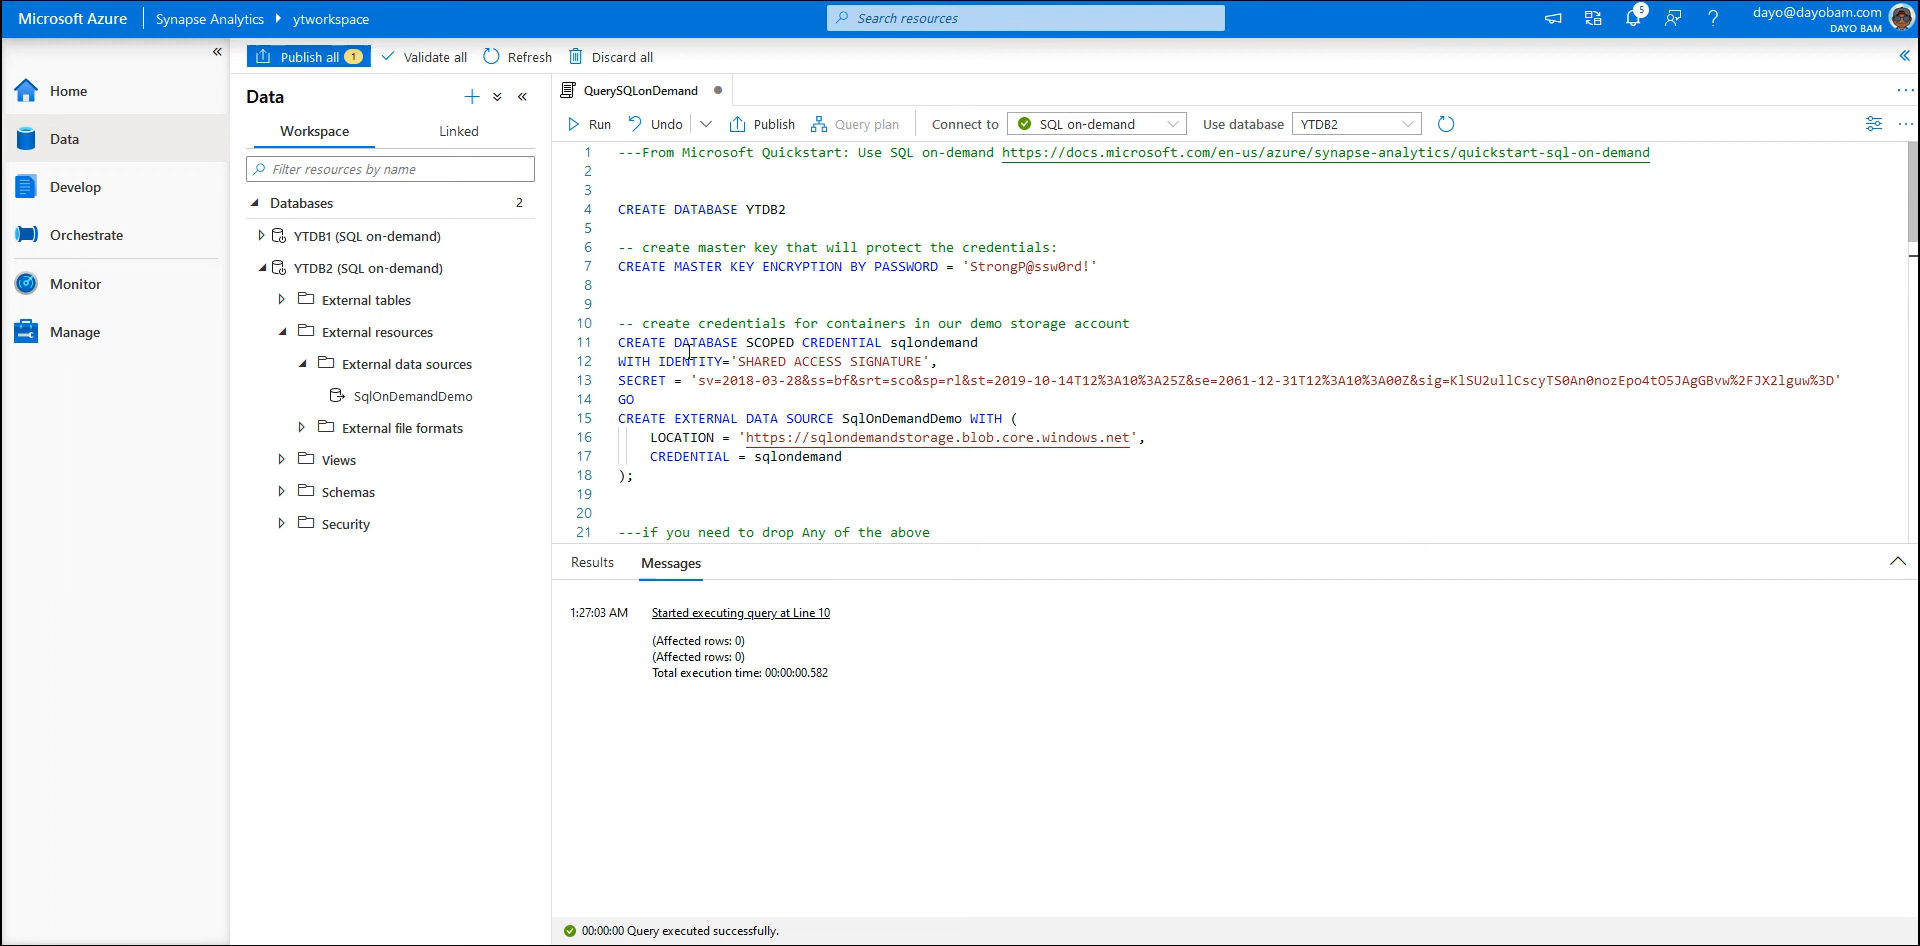 Microsoft Azure
Synapse Analytics
ytworkspace
Search resources
5
dayo@dayobam.com
DAYO BAM
Publish all
1
Validate all
Refresh
Discard all
Home
Data
Develop
Orchestrate
Monitor
Manage
Data
Workspace
Linked
Filter resources by name
Databases
2
YTDB1 (SQL on-demand)
YTDB2 (SQL on-demand)
External tables
External resources
External data sources
SqlOnDemandDemo
External file formats
Views
Schemas
Security
QuerySQLonDemand
Run
Undo
Publish
Query plan
Connect to
SQL on-demand
Use database
YTDB2
1 ---From Microsoft Quickstart: Use SQL on-demand https://docs.microsoft.com/en-us/azure/synapse-analytics/quickstart-sql-on-demand
2
3
4 CREATE DATABASE YTDB2
5
6 -- create master key that will protect the credentials:
7 CREATE MASTER KEY ENCRYPTION BY PASSWORD = 'StrongP@ssw0rd!'
8
9
10 -- create credentials for containers in our demo storage account
11 CREATE DATABASE SCOPED CREDENTIAL sqlondemand
12 WITH IDENTITY='SHARED ACCESS SIGNATURE',
13 SECRET = 'sv=2018-03-28&ss=bf&srt=sco&sp=rl&st=2019-10-14T12%3A10%3A25Z&se=2061-12-31T12%3A10%3A00Z&sig=KlSU2ullCscyTS0An0nozEpo4tO5JAgGBvw%2FJX2lguw%3D'
14 GO
15 CREATE EXTERNAL DATA SOURCE SqlOnDemandDemo WITH (
16 LOCATION = 'https://sqlondemandstorage.blob.core.windows.net',
17 CREDENTIAL = sqlondemand
18 );
19
20
21 ---if you need to drop Any of the above
Results
Messages
1:27:03 AM
Started executing query at Line 10
(Affected rows: 0)
(Affected rows: 0)
Total execution time: 00:00:00.582
00:00:00 Query executed successfully.